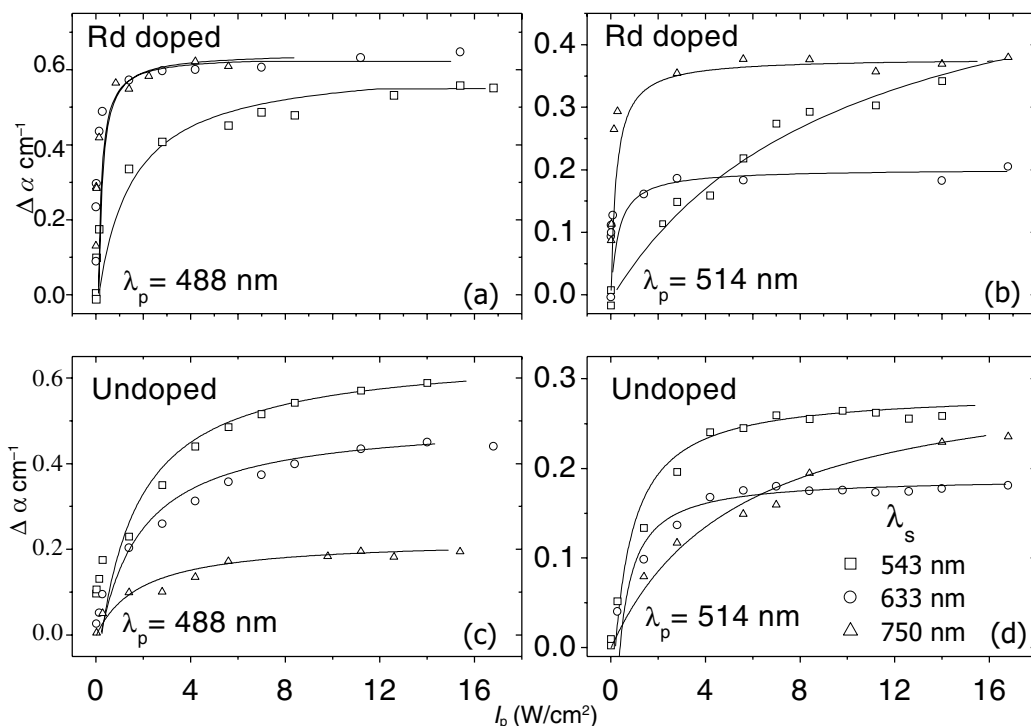 Rd doped
0.6
0.4
0.2
0.0
Δ α cm⁻¹
λp = 488 nm
(a)
Rd doped
0.4
0.3
0.2
0.1
0.0
λp = 514 nm
(b)
Undoped
0.6
0.4
0.2
0.0
Δ α cm⁻¹
λp = 488 nm
(c)
0 4 8 12 16
Undoped
0.3
0.2
0.1
0.0
λs
543 nm
633 nm
750 nm
λp = 514 nm
(d)
0 4 8 12 16
Ip (W/cm²)